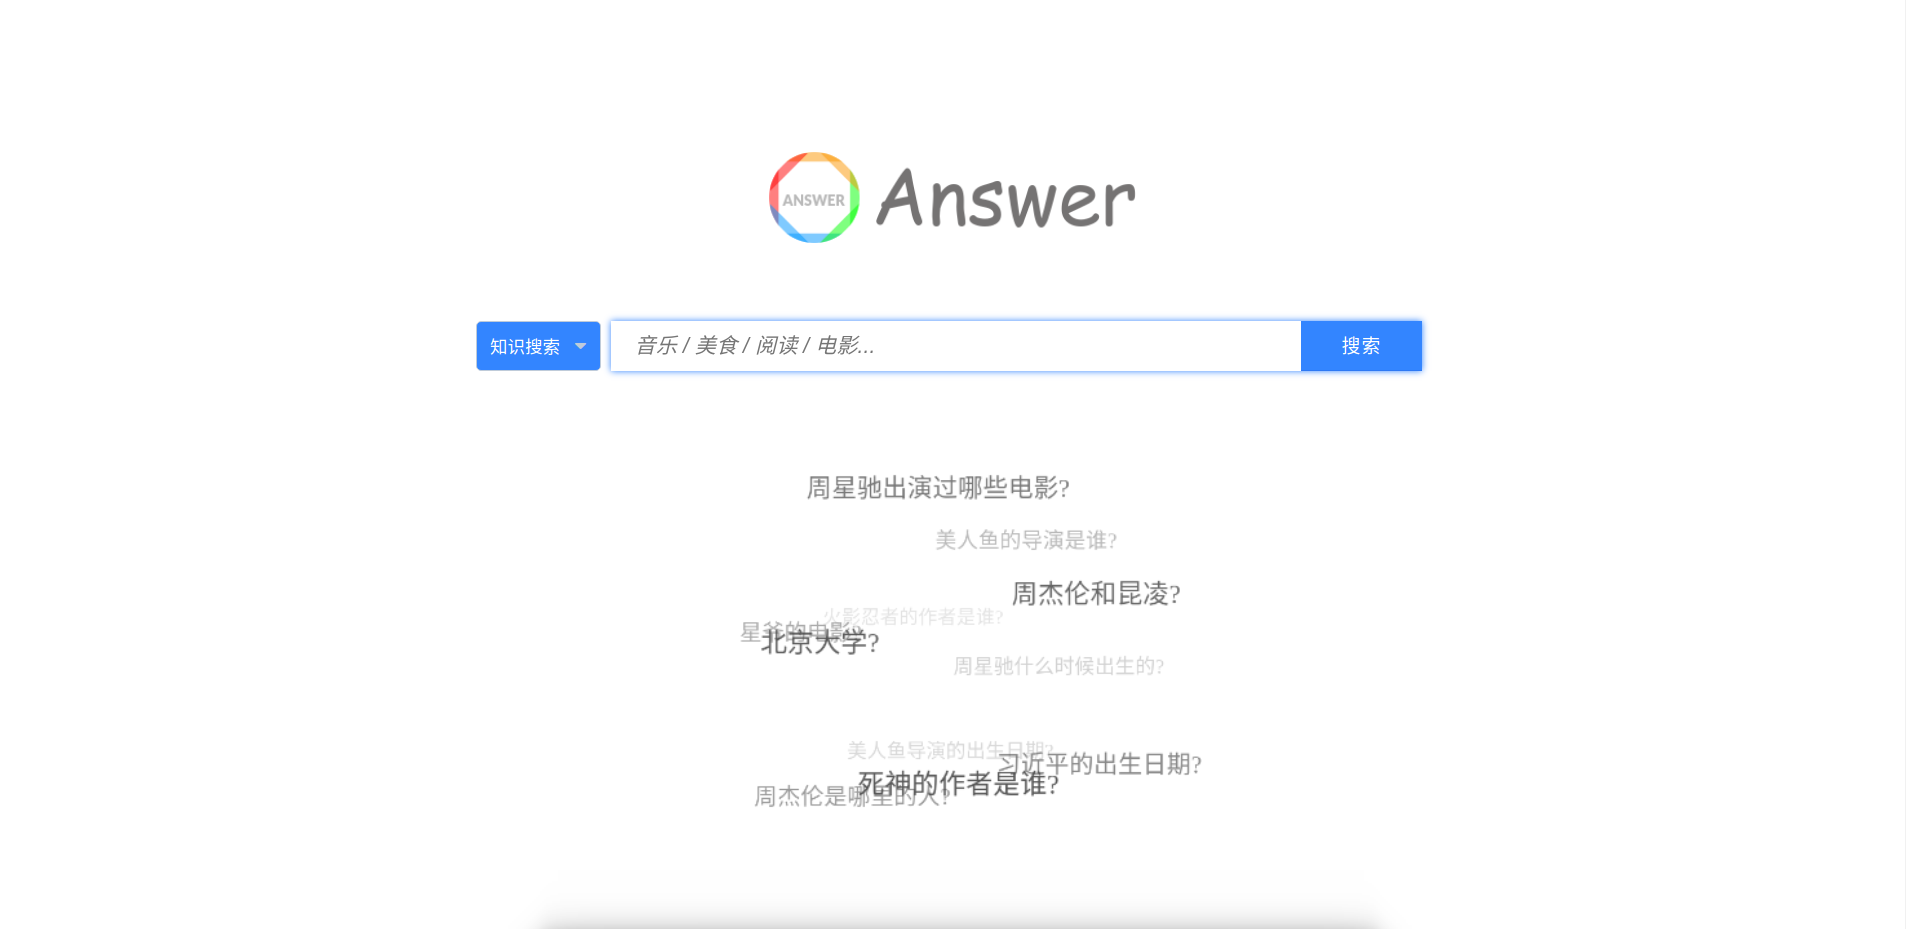 ANSWER
Answer
知识搜索
音乐 / 美食 / 阅读 / 电影...
搜索
周星驰出演过哪些电影?
美人鱼的导演是谁?
周杰伦和昆凌?
火影忍者的作者是谁?
星爷的电影?
北京大学?
周星驰什么时候出生的?
美人鱼导演的出生日期?
习近平的出生日期?
死神的作者是谁?
周杰伦是哪里的人?